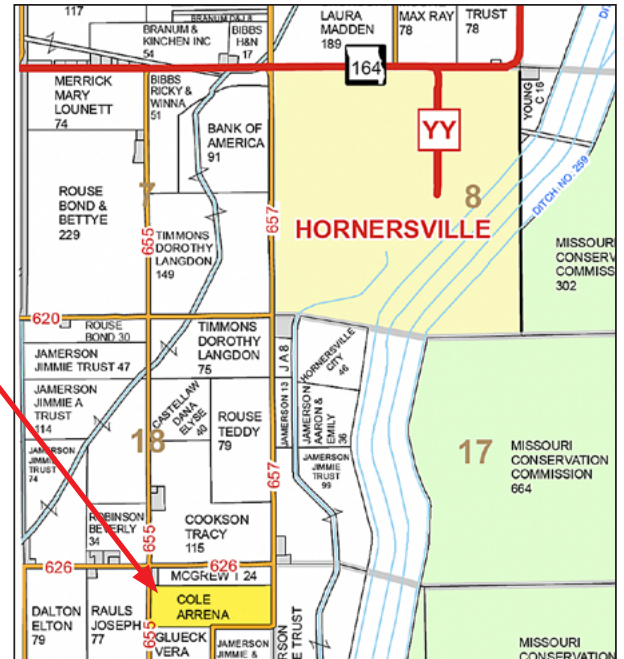 117
BRANUM D&J 8
BRANUM &
KINCHEN INC
54
BIBBS
H&N
17
LAURA
MADDEN
189
MAX RAY
78
TRUST
78
164
MERRICK
MARY
LOUNETT
74
BIBBS
RICKY &
WINNA
51
BANK OF
AMERICA
91
YY
YOUNG
C 16
DITCH NO. 259
ROUSE
BOND &
BETTYE
229
7
8
655
657
HORNERSVILLE
TIMMONS
DOROTHY
LANGDON
149
MISSOURI
CONSERV
COMMISS
302
620
ROUSE
BOND 30
TIMMONS
DOROTHY
LANGDON
75
J A 8
HORNERSVILLE
CITY
46
JAMERSON
JIMMIE TRUST 47
JAMERSON
JIMMIE A
TRUST
114
CASTELLAW
DANA
ELYSE
40
ROUSE
TEDDY
79
JAMERSON 13
JAMERSON
AARON &
EMILY
36
18
17
MISSOURI
CONSERVATION
COMMISSION
664
JAMERSON
JIMMIE
TRUST
74
JAMERSON
JIMMIE
TRUST
99
657
ROBINSON
BEVERLY
34
655
COOKSON
TRACY
115
626
626
MCGREW T 24
COLE
ARRENA
DALTON
ELTON
79
RAULS
JOSEPH
77
655
GLUECK
VERA
JAMERSON
JIMMIE &
RSON
E TRUST
MISSOURI
CONSERVATION